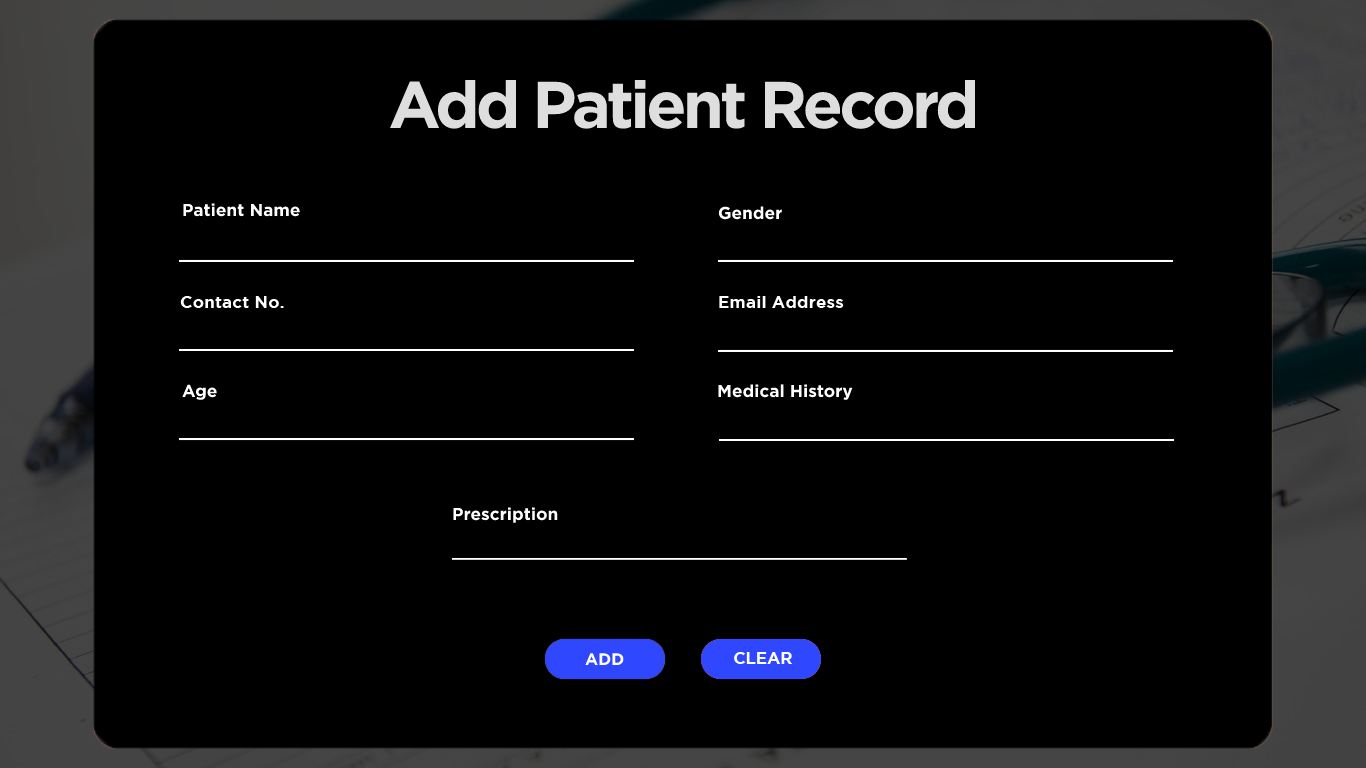 Add Patient Record
Patient Name
Gender
Contact No.
Email Address
Age
Medical History
Prescription
ADD
CLEAR